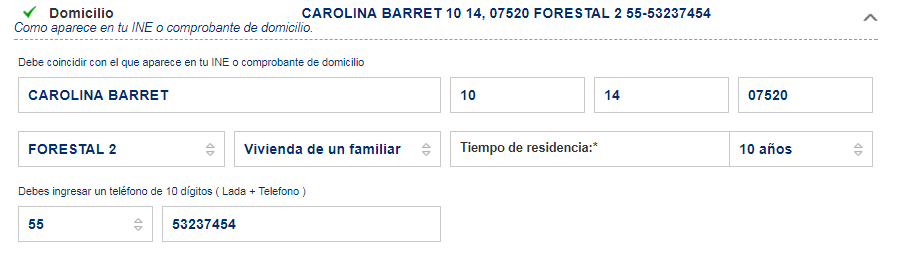 Domicilio CAROLINA BARRET 10 14, 07520 FORESTAL 2 55-53237454
Como aparece en tu INE o comprobante de domicilio.
Debe coincidir con el que aparece en tu INE o comprobante de domicilio
CAROLINA BARRET 10 14 07520
FORESTAL 2 Vivienda de un familiar Tiempo de residencia:* 10 años
Debes ingresar un teléfono de 10 dígitos ( Lada + Telefono )
55 53237454